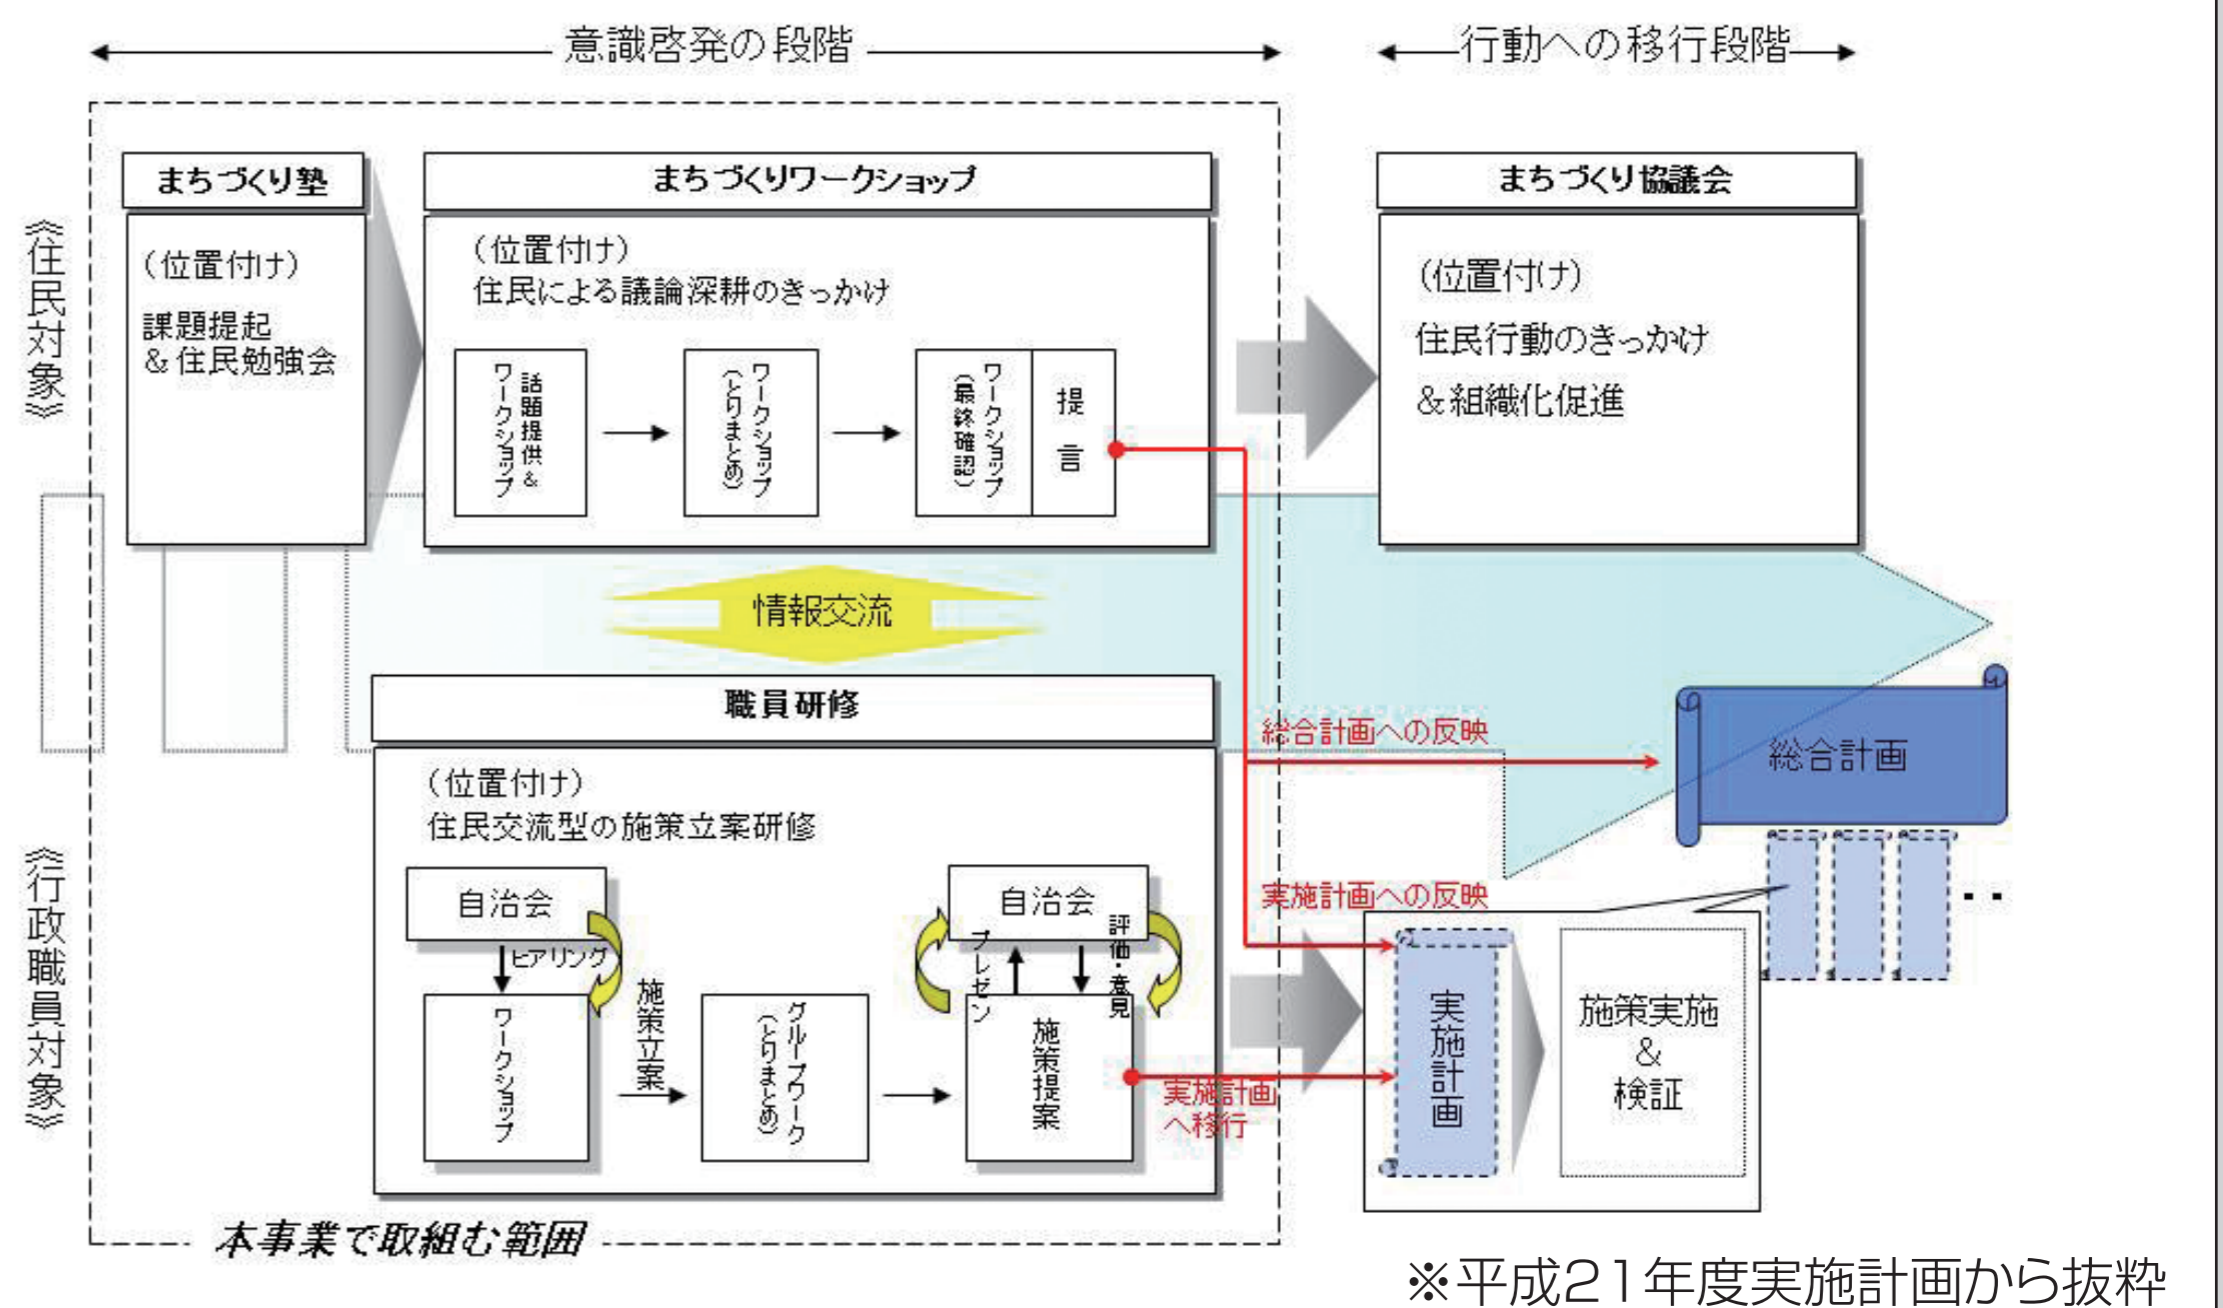 意識啓発の段階
行動への移行段階
《住民対象》
まちづくり塾
(位置付け)
課題提起
&住民勉強会
まちづくりワークショップ
(位置付け)
住民による議論深耕のきっかけ
話題提供&
ワークショップ
ワークショップ
(とりまとめ)
ワークショップ
(最終確認)
提言
まちづくり協議会
(位置付け)
住民行動のきっかけ
&組織化促進
情報交流
《行政職員対象》
職員研修
(位置付け)
住民交流型の施策立案研修
自治会
ヒアリング
ワークショップ
施策立案
グループワーク
(とりまとめ)
自治会
プレゼン
評価・意見
施策提案
総合計画への反映
総合計画
実施計画への反映
実施計画
へ移行
実施計画
施策実施
&
検証
・・
本事業で取組む範囲
※平成21年度実施計画から抜粋